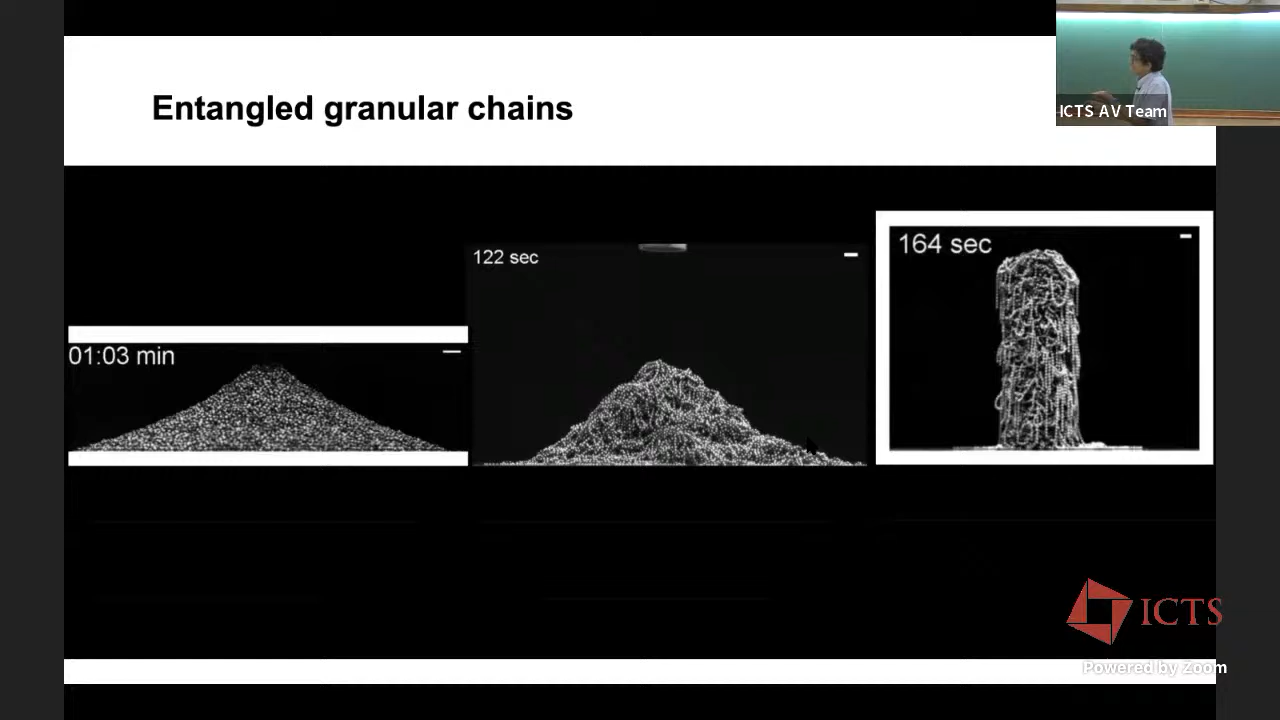 Entangled granular chains
ICTS AV Team
01:03 min
122 sec
164 sec
ICTS
Powered by Zoom